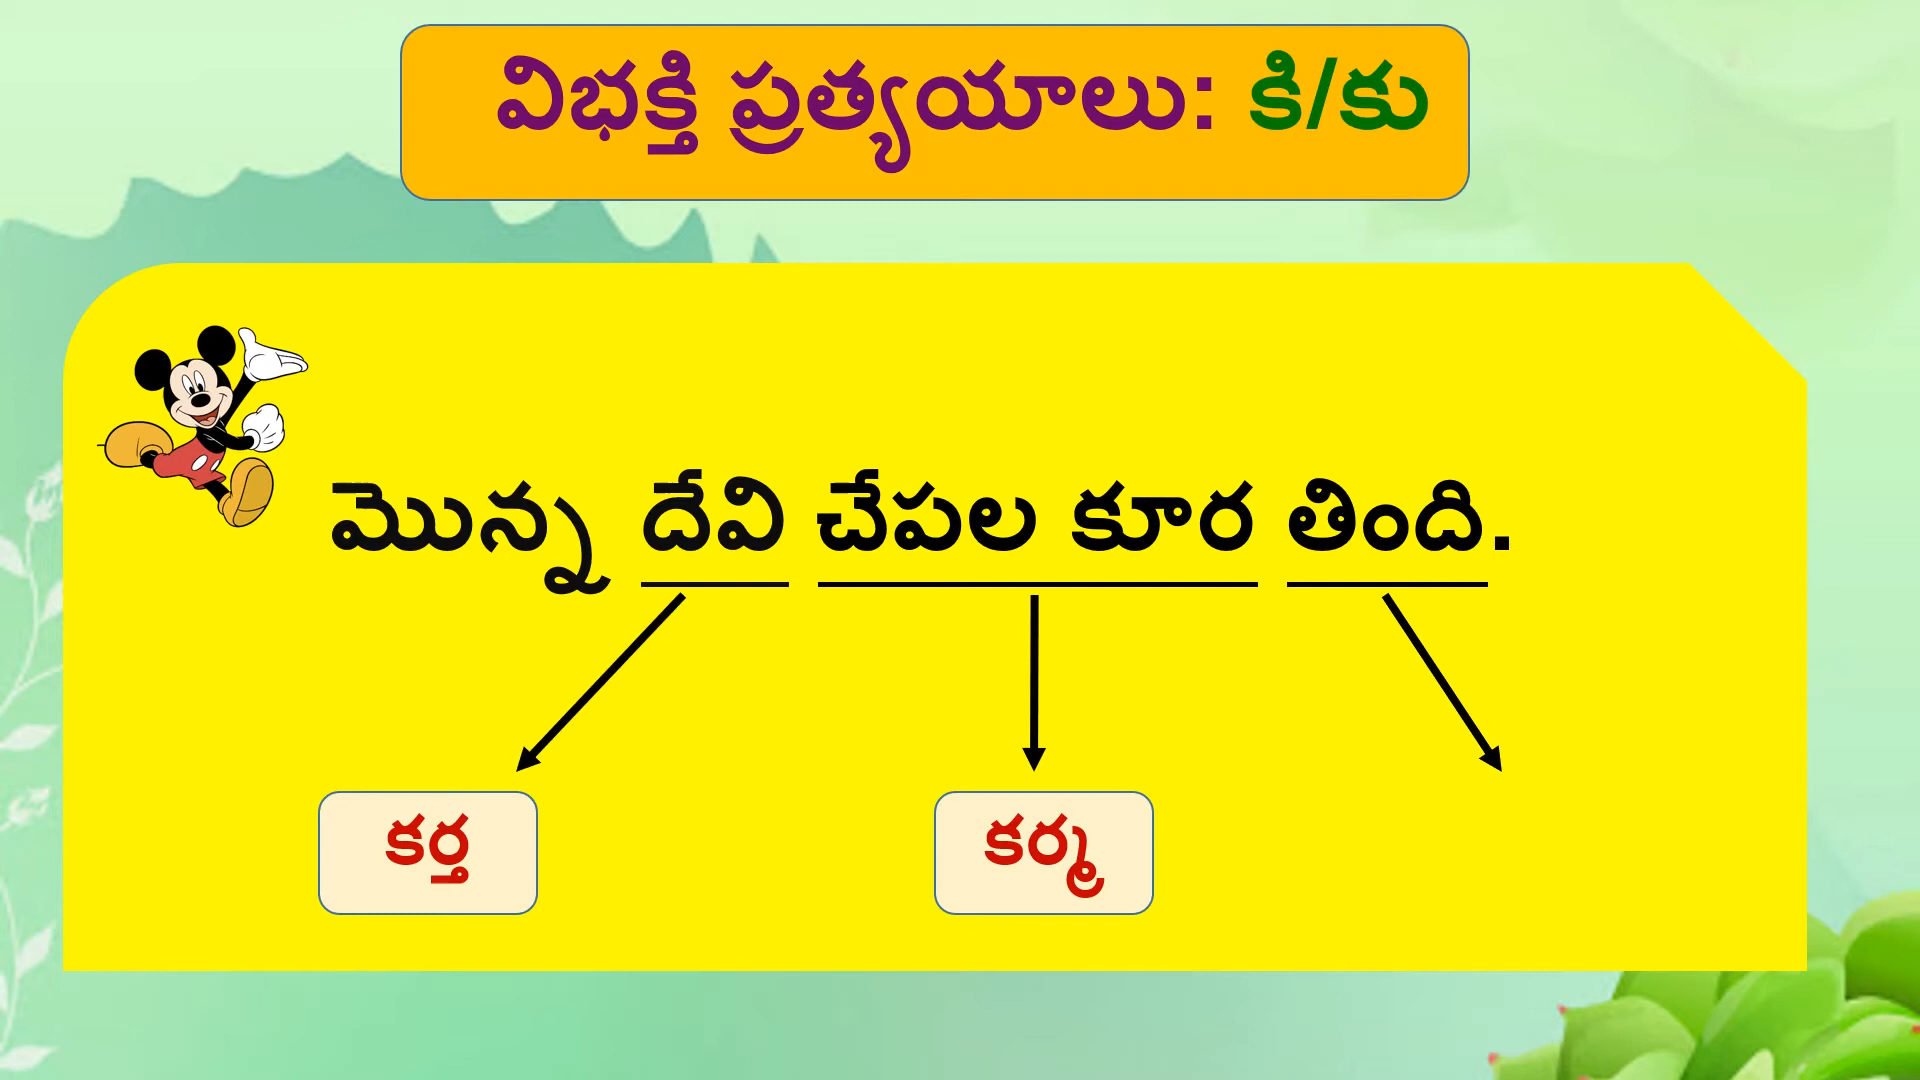 విభక్తి ప్రత్యయాలు: కి/కు
మొన్న దేవి చేపల కూర తింది.
కర్త
కర్మ